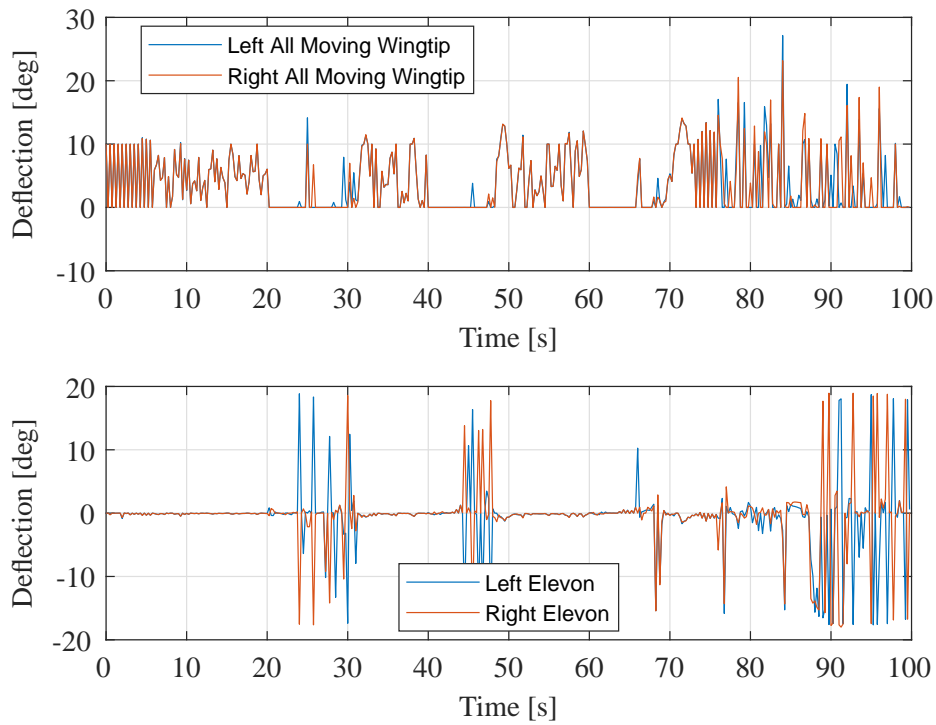 30
20
10
0
-10
Deflection [deg]
Left All Moving Wingtip
Right All Moving Wingtip
0 10 20 30 40 50 60 70 80 90 100
Time [s]
20
10
0
-10
-20
Deflection [deg]
Left Elevon
Right Elevon
0 10 20 30 40 50 60 70 80 90 100
Time [s]